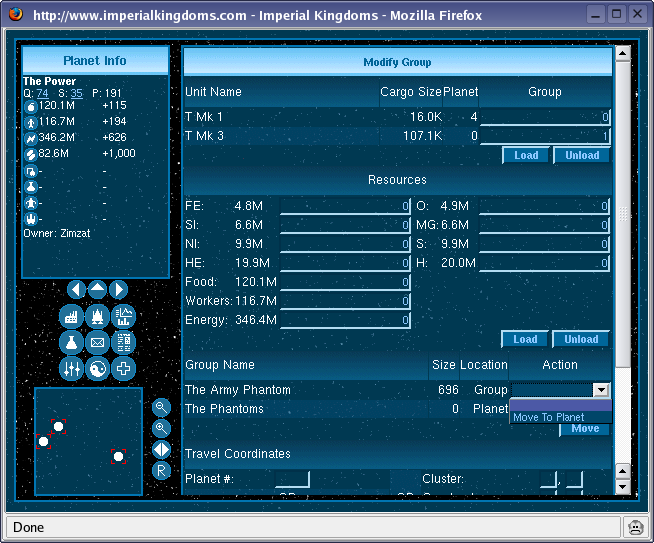 http://www.imperialkingdoms.com - Imperial Kingdoms - Mozilla Firefox
Planet Info
The Power
Q: 74 S: 35 P: 191
120.1M +115
116.7M +194
346.2M +626
82.6M +1,000
- -
- -
- -
- -
Owner: Zimzat
R
Modify Group
Unit Name Cargo Size Planet Group
T Mk 1 16.0K 4 0
T Mk 3 107.1K 0 1
Load Unload
Resources
FE: 4.8M 0 O: 4.9M 0
SI: 6.6M 0 MG: 6.6M 0
NI: 9.9M 0 S: 9.9M 0
HE: 19.9M 0 H: 20.0M 0
Food: 120.1M 0
Workers: 116.7M 0
Energy: 346.4M 0
Load Unload
Group Name Size Location Action
The Army Phantom 696 Group
The Phantoms 0 Planet
Move To Planet
Move
Travel Coordinates
Planet #: Cluster: ,
Done